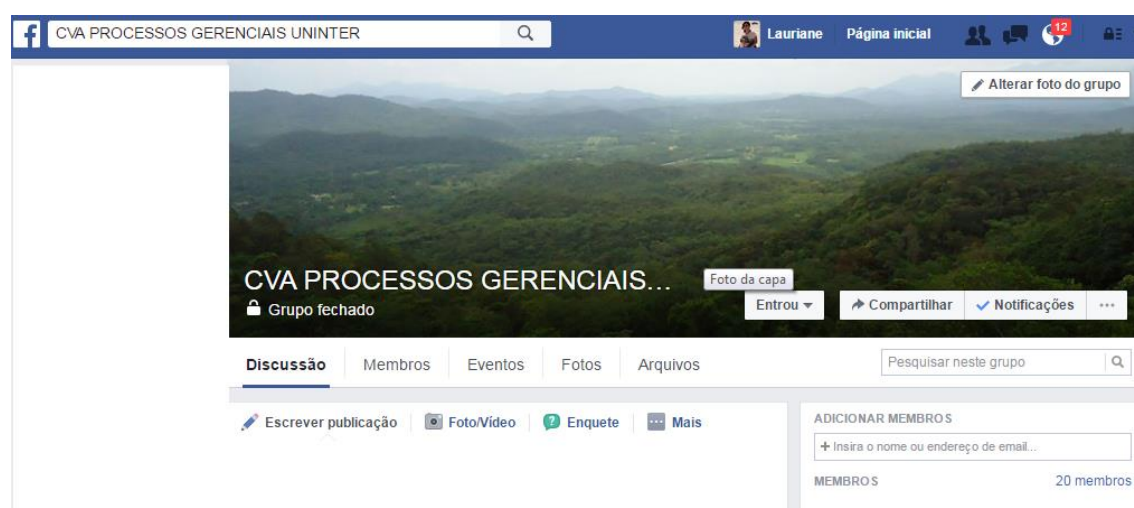 f CVA PROCESSOS GERENCIAIS UNINTER Lauriane Página inicial 12
Alterar foto do grupo
CVA PROCESSOS GERENCIAIS...
Foto da capa
Grupo fechado
Entrou Compartilhar Notificações ...
Discussão Membros Eventos Fotos Arquivos Pesquisar neste grupo
Escrever publicação Foto/Vídeo ? Enquete Mais
ADICIONAR MEMBROS
+ Insira o nome ou endereço de email...
MEMBROS 20 membros